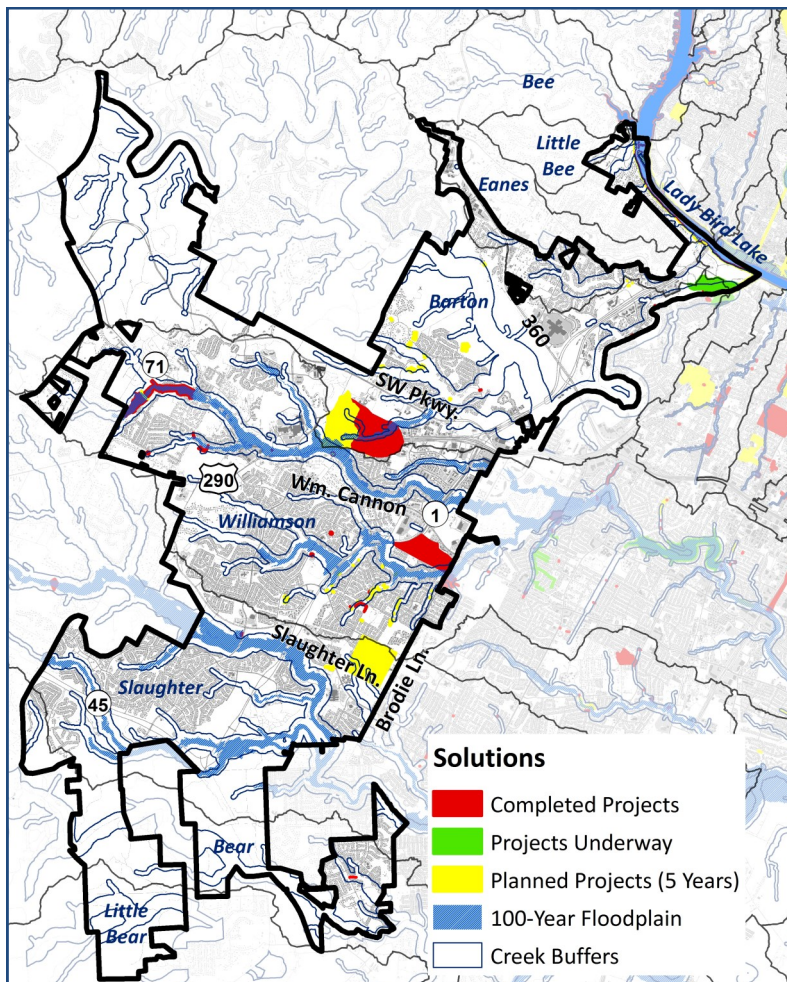 Bee
Little
Bee
Eanes
Lady Bird Lake
Barton
360
71
SW Pkwy.
290
Wm. Cannon
1
Williamson
Slaughter Ln.
Brodie Ln.
Slaughter
45
Bear
Little
Bear
Solutions
Completed Projects
Projects Underway
Planned Projects (5 Years)
100-Year Floodplain
Creek Buffers